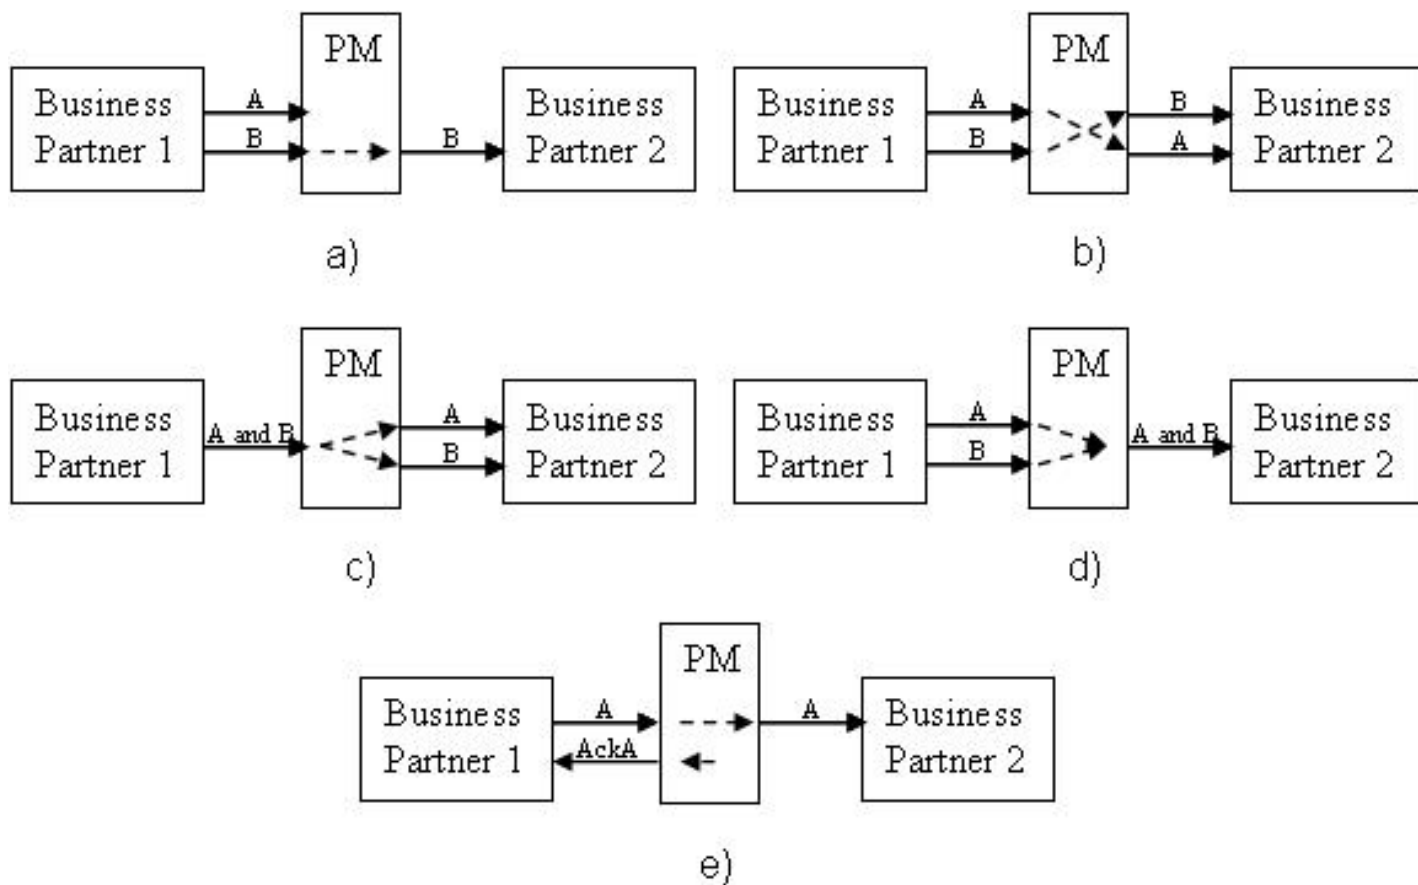 PM
Business
Partner 1
A
B
B
Business
Partner 2
a)
PM
Business
Partner 1
A
B
B
A
Business
Partner 2
b)
PM
Business
Partner 1
A and B
A
B
Business
Partner 2
c)
PM
Business
Partner 1
A
B
A and B
Business
Partner 2
d)
PM
Business
Partner 1
A
AckA
A
Business
Partner 2
e)